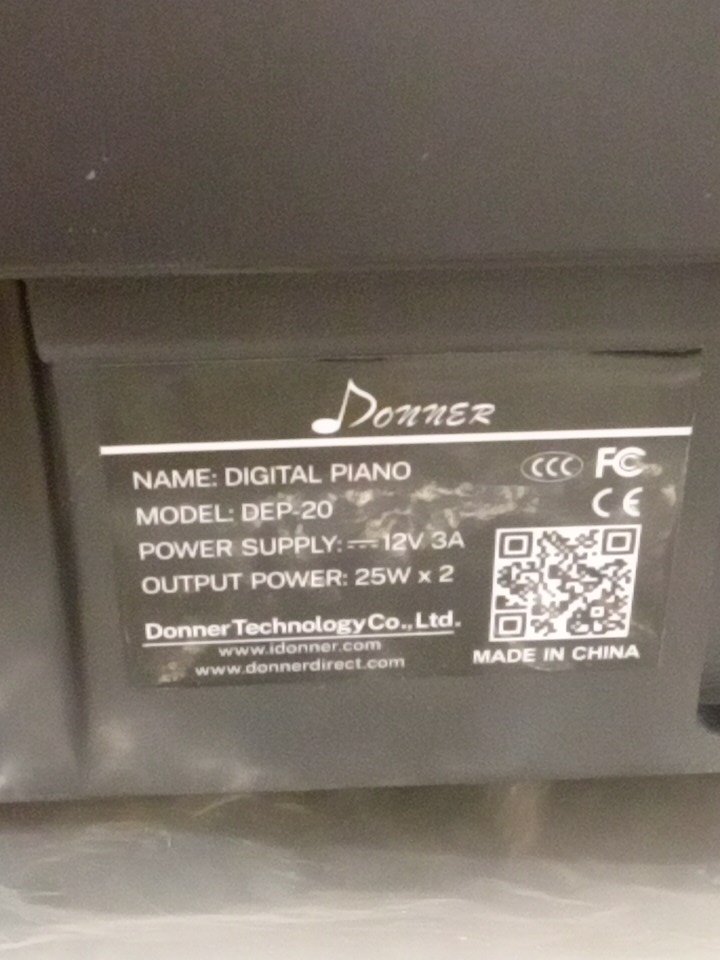 DONNER
NAME: DIGITAL PIANO
MODEL: DEP-20
POWER SUPPLY: ⎓ 12V 3A
OUTPUT POWER: 25W x 2
Donner Technology Co., Ltd.
www.idonner.com
www.donnerdirect.com
CCC FC
CE
MADE IN CHINA